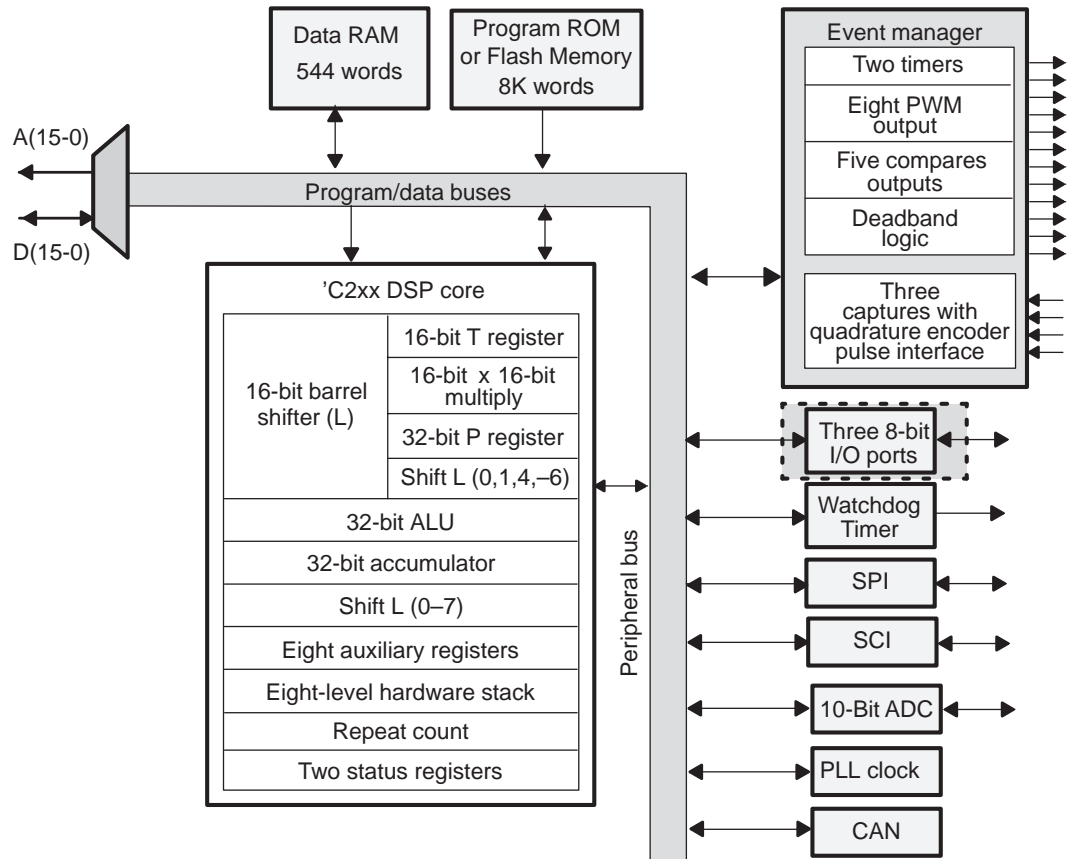 Data RAM
544 words
Program ROM
or Flash Memory
8K words
Event manager
Two timers
Eight PWM
output
Five compares
outputs
Deadband
logic
Three
captures with
quadrature encoder
pulse interface
A(15-0)
D(15-0)
Program/data buses
’C2xx DSP core
16-bit barrel
shifter (L)
16-bit T register
16-bit x 16-bit
multiply
32-bit P register
Shift L (0,1,4,–6)
32-bit ALU
32-bit accumulator
Shift L (0–7)
Eight auxiliary registers
Eight-level hardware stack
Repeat count
Two status registers
Peripheral bus
Three 8-bit
I/O ports
Watchdog
Timer
SPI
SCI
10-Bit ADC
PLL clock
CAN